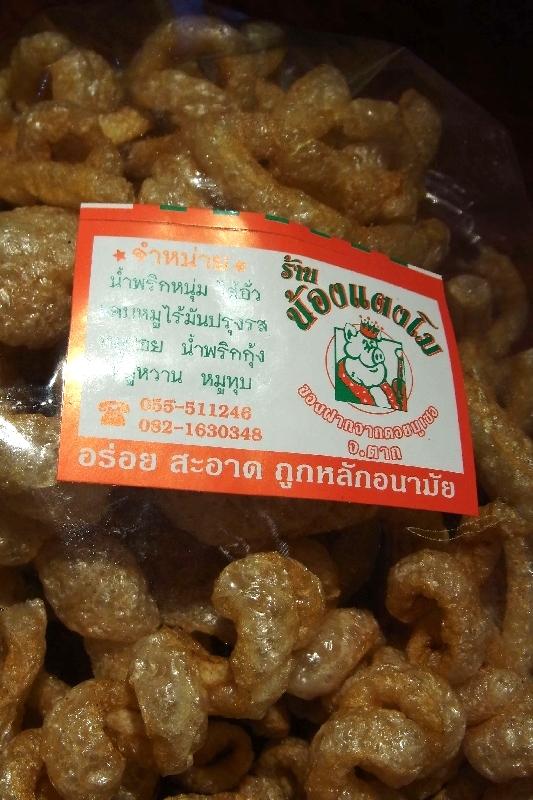 จำหน่าย
น้ำพริกหนุ่ม ไส้อั่ว
แคบหมูไร้มันปรุงรส
น้ำพริกกุ้ง
หมูหวาน หมูทุบ
055-511246
082-1630348
ร้าน
น้องแตงโม
ของฝากจากดอยมูเซอ
จ.ตาก
อร่อย สะอาด ถูกหลักอนามัย